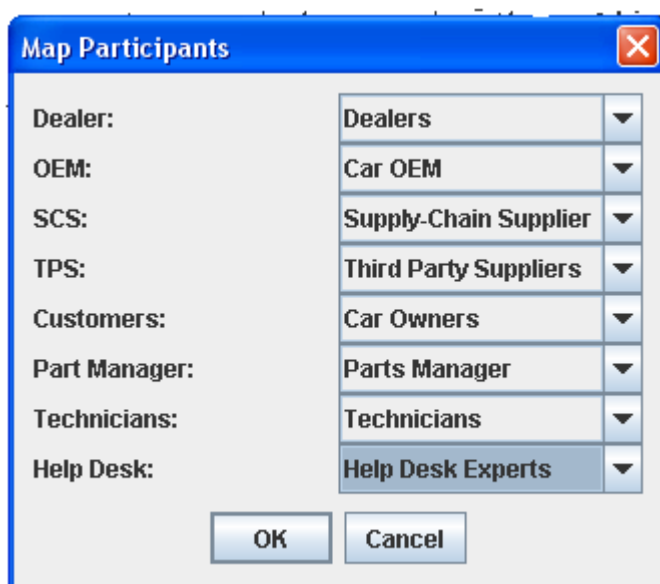 Map Participants
Dealer: Dealers
OEM: Car OEM
SCS: Supply-Chain Supplier
TPS: Third Party Suppliers
Customers: Car Owners
Part Manager: Parts Manager
Technicians: Technicians
Help Desk: Help Desk Experts
OK Cancel